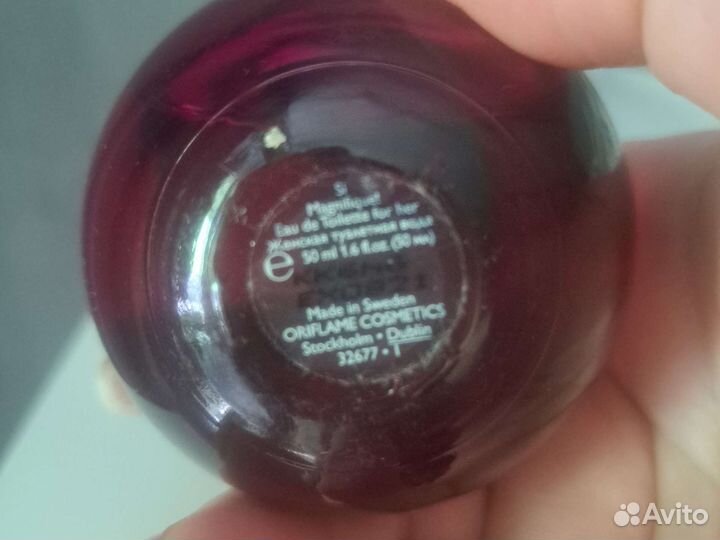 Si
Magnifique!
Eau de Toilette for her
Женская туалетная вода
e 50 ml 1.6 fl.oz. (50 мл)
Made in Sweden
ORIFLAME COSMETICS
Stockholm • Dublin
32677 • 1
Avito